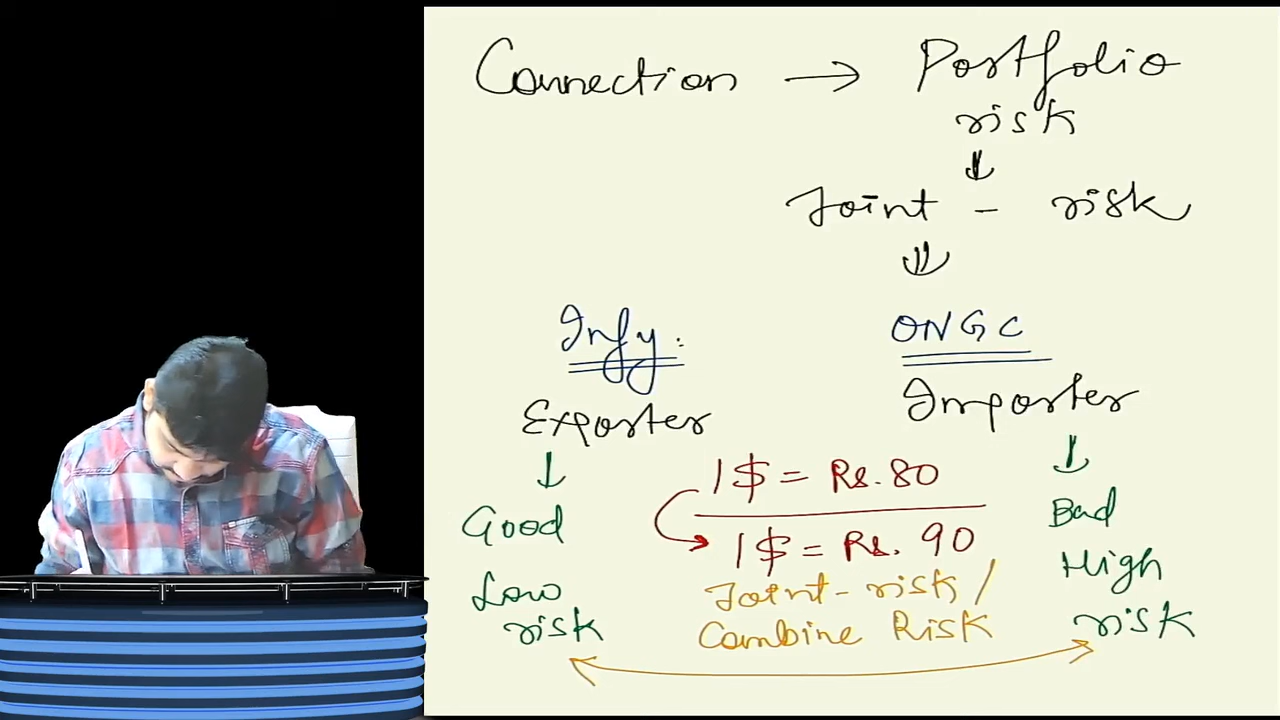 Connection → Portfolio
risk
↓
Joint - risk
⇓
Infy. ONGC
Exporter Importer
↓ ↓
1$ = Rs. 80
Good Bad
1$ = Rs. 90
High
Low Joint-risk /
risk Combine Risk risk